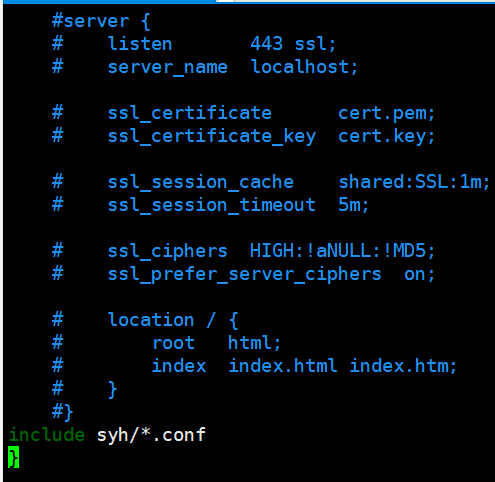 #server {
#    listen       443 ssl;
#    server_name  localhost;
#    ssl_certificate      cert.pem;
#    ssl_certificate_key  cert.key;
#    ssl_session_cache    shared:SSL:1m;
#    ssl_session_timeout  5m;
#    ssl_ciphers  HIGH:!aNULL:!MD5;
#    ssl_prefer_server_ciphers  on;
#    location / {
#        root   html;
#        index  index.html index.htm;
#    }
#}
include syh/*.conf
}